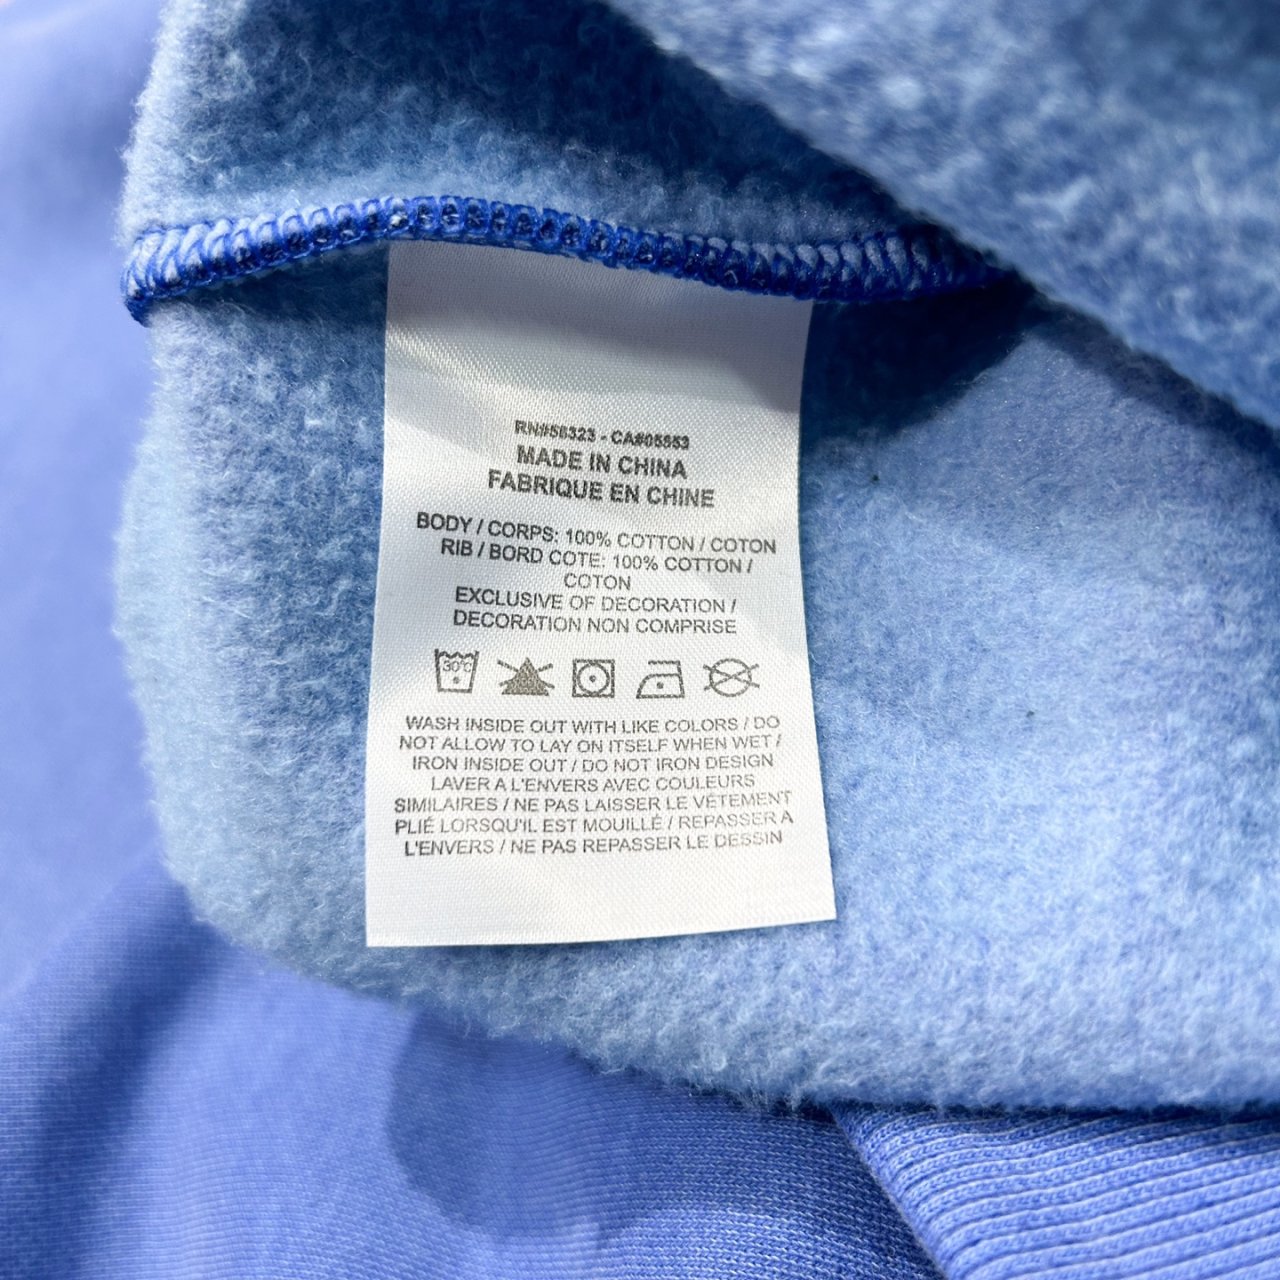 RN#56323 - CA#05553
MADE IN CHINA
FABRIQUE EN CHINE
BODY / CORPS: 100% COTTON / COTON
RIB / BORD COTE: 100% COTTON /
COTON
EXCLUSIVE OF DECORATION /
DECORATION NON COMPRISE
30°C
WASH INSIDE OUT WITH LIKE COLORS / DO
NOT ALLOW TO LAY ON ITSELF WHEN WET /
IRON INSIDE OUT / DO NOT IRON DESIGN
LAVER A L'ENVERS AVEC COULEURS
SIMILAIRES / NE PAS LAISSER LE VÊTEMENT
PLIÉ LORSQU'IL EST MOUILLÉ / REPASSER A
L'ENVERS / NE PAS REPASSER LE DESSIN